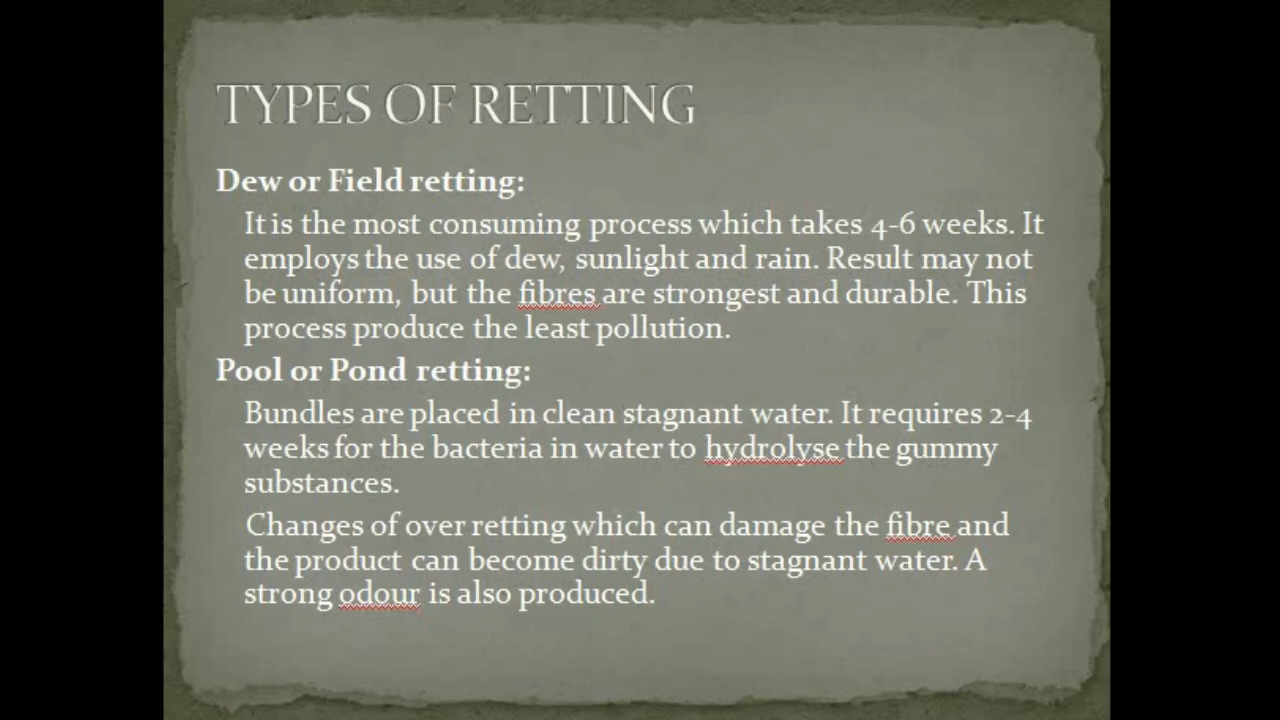 TYPES OF RETTING
Dew or Field retting:
It is the most consuming process which takes 4-6 weeks. It
employs the use of dew, sunlight and rain. Result may not
be uniform, but the fibres are strongest and durable. This
process produce the least pollution.
Pool or Pond retting:
Bundles are placed in clean stagnant water. It requires 2-4
weeks for the bacteria in water to hydrolyse the gummy
substances.
Changes of over retting which can damage the fibre and
the product can become dirty due to stagnant water. A
strong odour is also produced.